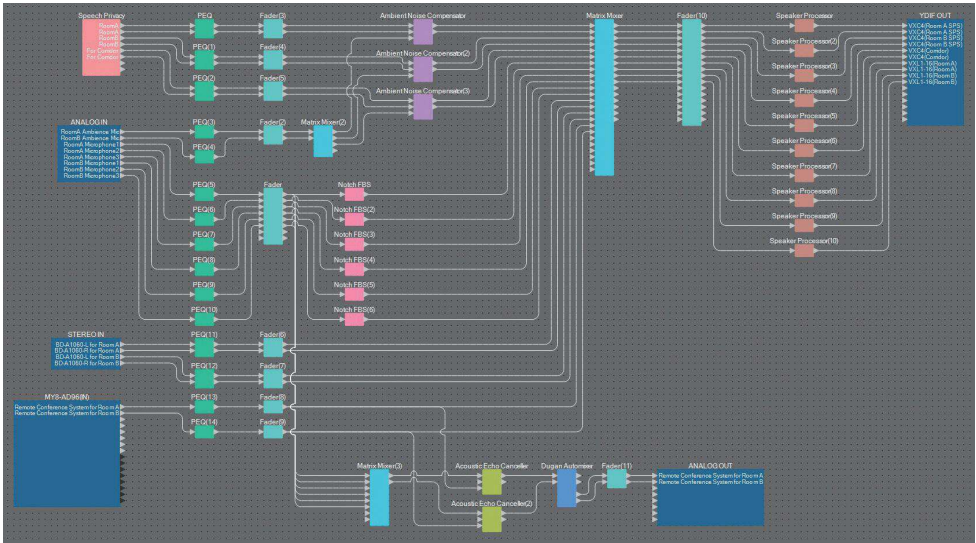 Speech Privacy
RoomA
RoomA
RoomB
RoomB
For Corridor
For Corridor
PEQ
PEQ(1)
PEQ(2)
Fader(3)
Fader(4)
Fader(5)
Ambient Noise Compensator
Ambient Noise Compensator(2)
Ambient Noise Compensator(3)
Matrix Mixer
Fader(10)
Speaker Processor
Speaker Processor(2)
Speaker Processor(3)
Speaker Processor(4)
Speaker Processor(5)
Speaker Processor(6)
Speaker Processor(7)
Speaker Processor(8)
Speaker Processor(9)
Speaker Processor(10)
YDIF OUT
VXC4(Room A SPS)
VXC4(Room A SPS)
VXC4(Room B SPS)
VXC4(Room B SPS)
VXC4(Corridor)
VXC4(Corridor)
VXL1-16(Room A)
VXL1-16(Room A)
VXL1-16(Room B)
VXL1-16(Room B)
ANALOG IN
RoomA Ambience Mic
RoomB Ambience Mic
RoomA Microphone1
RoomA Microphone2
RoomA Microphone3
RoomB Microphone1
RoomB Microphone2
RoomB Microphone3
PEQ(3)
PEQ(4)
Fader(2)
Matrix Mixer(2)
PEQ(5)
PEQ(6)
PEQ(7)
PEQ(8)
PEQ(9)
PEQ(10)
Fader
Notch FBS
Notch FBS(2)
Notch FBS(3)
Notch FBS(4)
Notch FBS(5)
Notch FBS(6)
STEREO IN
BD-A1060-L for Room A
BD-A1060-R for Room A
BD-A1060-L for Room B
BD-A1060-R for Room B
PEQ(11)
PEQ(12)
Fader(6)
Fader(7)
MY8-AD96(IN)
Remote Conference System for Room A
Remote Conference System for Room B
PEQ(13)
PEQ(14)
Fader(8)
Fader(9)
Matrix Mixer(3)
Acoustic Echo Canceller
Acoustic Echo Canceller(2)
Dugan Automixer
Fader(11)
ANALOG OUT
Remote Conference System for Room A
Remote Conference System for Room B